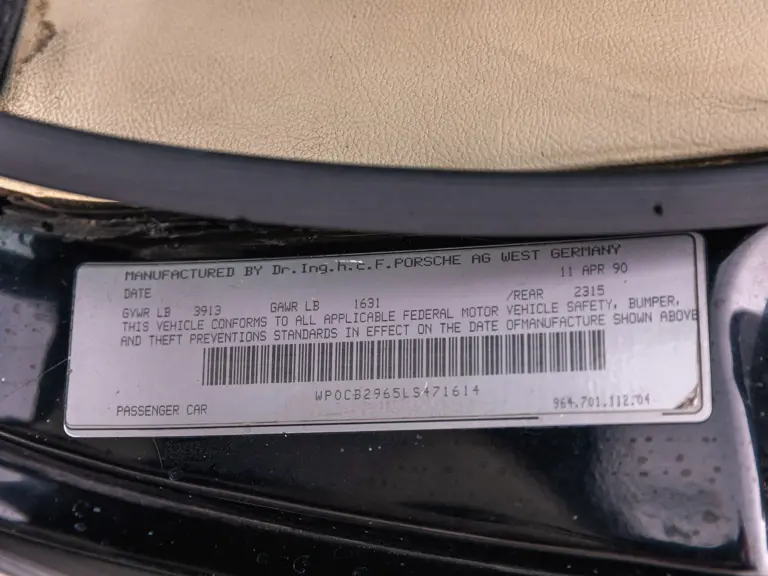 MANUFACTURED BY Dr.Ing.h.c.F.PORSCHE AG WEST GERMANY
DATE 11 APR 90
GVWR LB 3913 GAWR LB 1631 /REAR 2315
THIS VEHICLE CONFORMS TO ALL APPLICABLE FEDERAL MOTOR VEHICLE SAFETY, BUMPER,
AND THEFT PREVENTIONS STANDARDS IN EFFECT ON THE DATE OFMANUFACTURE SHOWN ABOVE
WP0CB2965LS471614
PASSENGER CAR 964.701.112.04